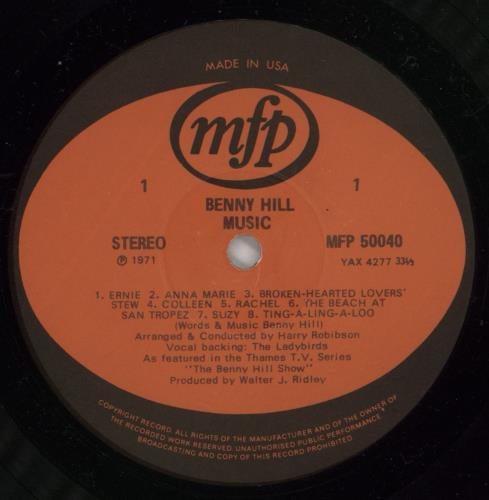 MADE IN USA
mfp
1 1
BENNY HILL
MUSIC
STEREO MFP 50040
℗ 1971 YAX 4277 33⅓
1. ERNIE 2. ANNA MARIE 3. BROKEN-HEARTED LOVERS'
STEW 4. COLLEEN 5. RACHEL 6. THE BEACH AT
SAN TROPEZ 7. SUZY 8. TING-A-LING-A-LOO
(Words & Music Benny Hill)
Arranged & Conducted by Harry Robibson
Vocal backing: The Ladybirds
As featured in the Thames T.V. Series
"The Benny Hill Show"
Produced by Walter J. Ridley
COPYRIGHT RECORD. ALL RIGHTS OF THE MANUFACTURER AND OF THE OWNER OF
THE RECORDED WORK RESERVED. UNAUTHORISED PUBLIC PERFORMANCE
BROADCASTING AND COPY OF THIS RECORD PROHIBITED